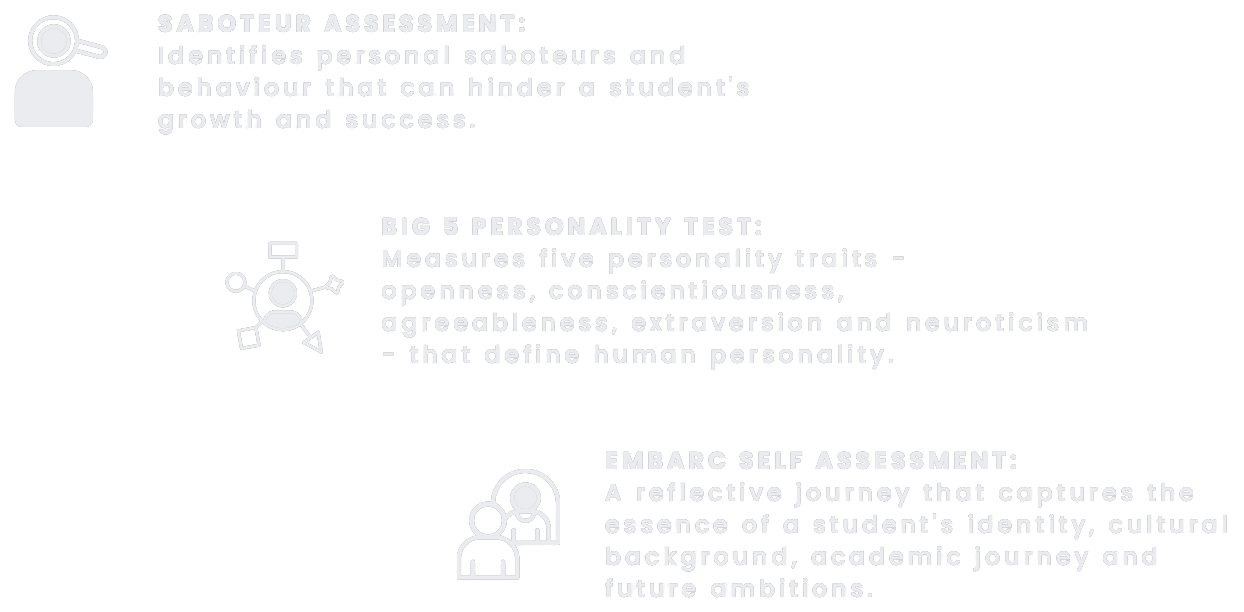 SABOTEUR ASSESSMENT:
Identifies personal saboteurs and
behaviour that can hinder a student's
growth and success.
BIG 5 PERSONALITY TEST:
Measures five personality traits –
openness, conscientiousness,
agreeableness, extraversion and neuroticism
– that define human personality.
EMBARC SELF ASSESSMENT:
A reflective journey that captures the
essence of a student's identity, cultural
background, academic journey and
future ambitions.